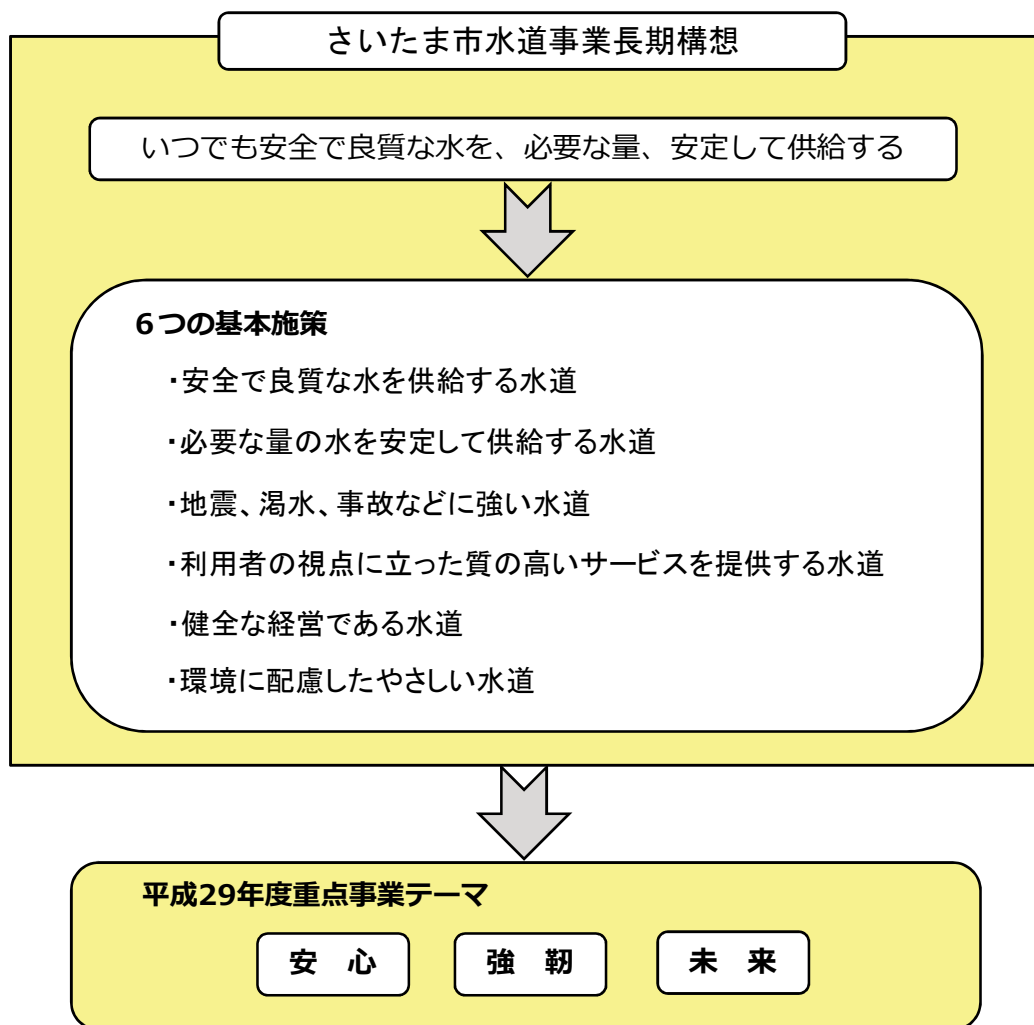 さいたま市水道事業長期構想
いつでも安全で良質な水を、必要な量、安定して供給する
６つの基本施策
・安全で良質な水を供給する水道
・必要な量の水を安定して供給する水道
・地震、渇水、事故などに強い水道
・利用者の視点に立った質の高いサービスを提供する水道
・健全な経営である水道
・環境に配慮したやさしい水道
平成29年度重点事業テーマ
安　心
強　靭
未　来